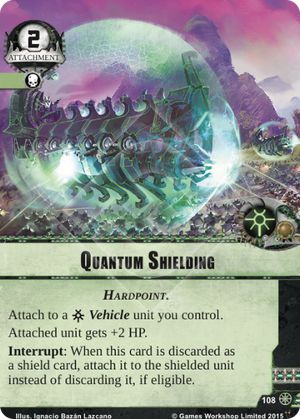 2
ATTACHMENT
QUANTUM SHIELDING
HARDPOINT.
Attach to a Vehicle unit you control.
Attached unit gets +2 HP.
Interrupt: When this card is discarded as
a shield card, attach it to the shielded unit
instead of discarding it, if eligible.
108
Illus. Ignacio Bazán Lazcano
© Games Workshop Limited 2015